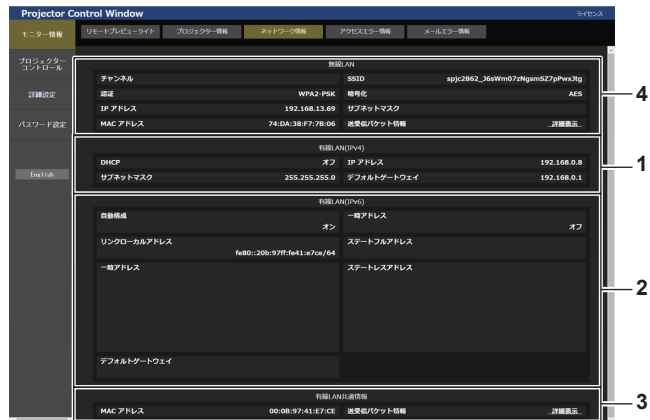 Projector Control Window
ライセンス
モニター情報
リモートプレビューライト
プロジェクター情報
ネットワーク情報
アクセスエラー情報
メールエラー情報
プロジェクター
コントロール
詳細設定
パスワード設定
English
無線LAN
チャンネル
SSID spjc2862_J6sWm07zNgsmSZ7pPwxJtg
認証 WPA2-PSK 暗号化 AES
IP アドレス 192.168.13.69 サブネットマスク
MAC アドレス 74:DA:38:F7:7B:06 送受信パケット情報 詳細表示
4
有線LAN(IPv4)
DHCP オフ IP アドレス 192.168.0.8
サブネットマスク 255.255.255.0 デフォルトゲートウェイ 192.168.0.1
1
有線LAN(IPv6)
自動構成 オン 一時アドレス オフ
リンクローカルアドレス fe80::20b:97ff:fe41:e7ce/64 ステートフルアドレス
一時アドレス ステートレスアドレス
2
デフォルトゲートウェイ
有線LAN共通情報
MAC アドレス 00:0B:97:41:E7:CE 送受信パケット情報 詳細表示
3